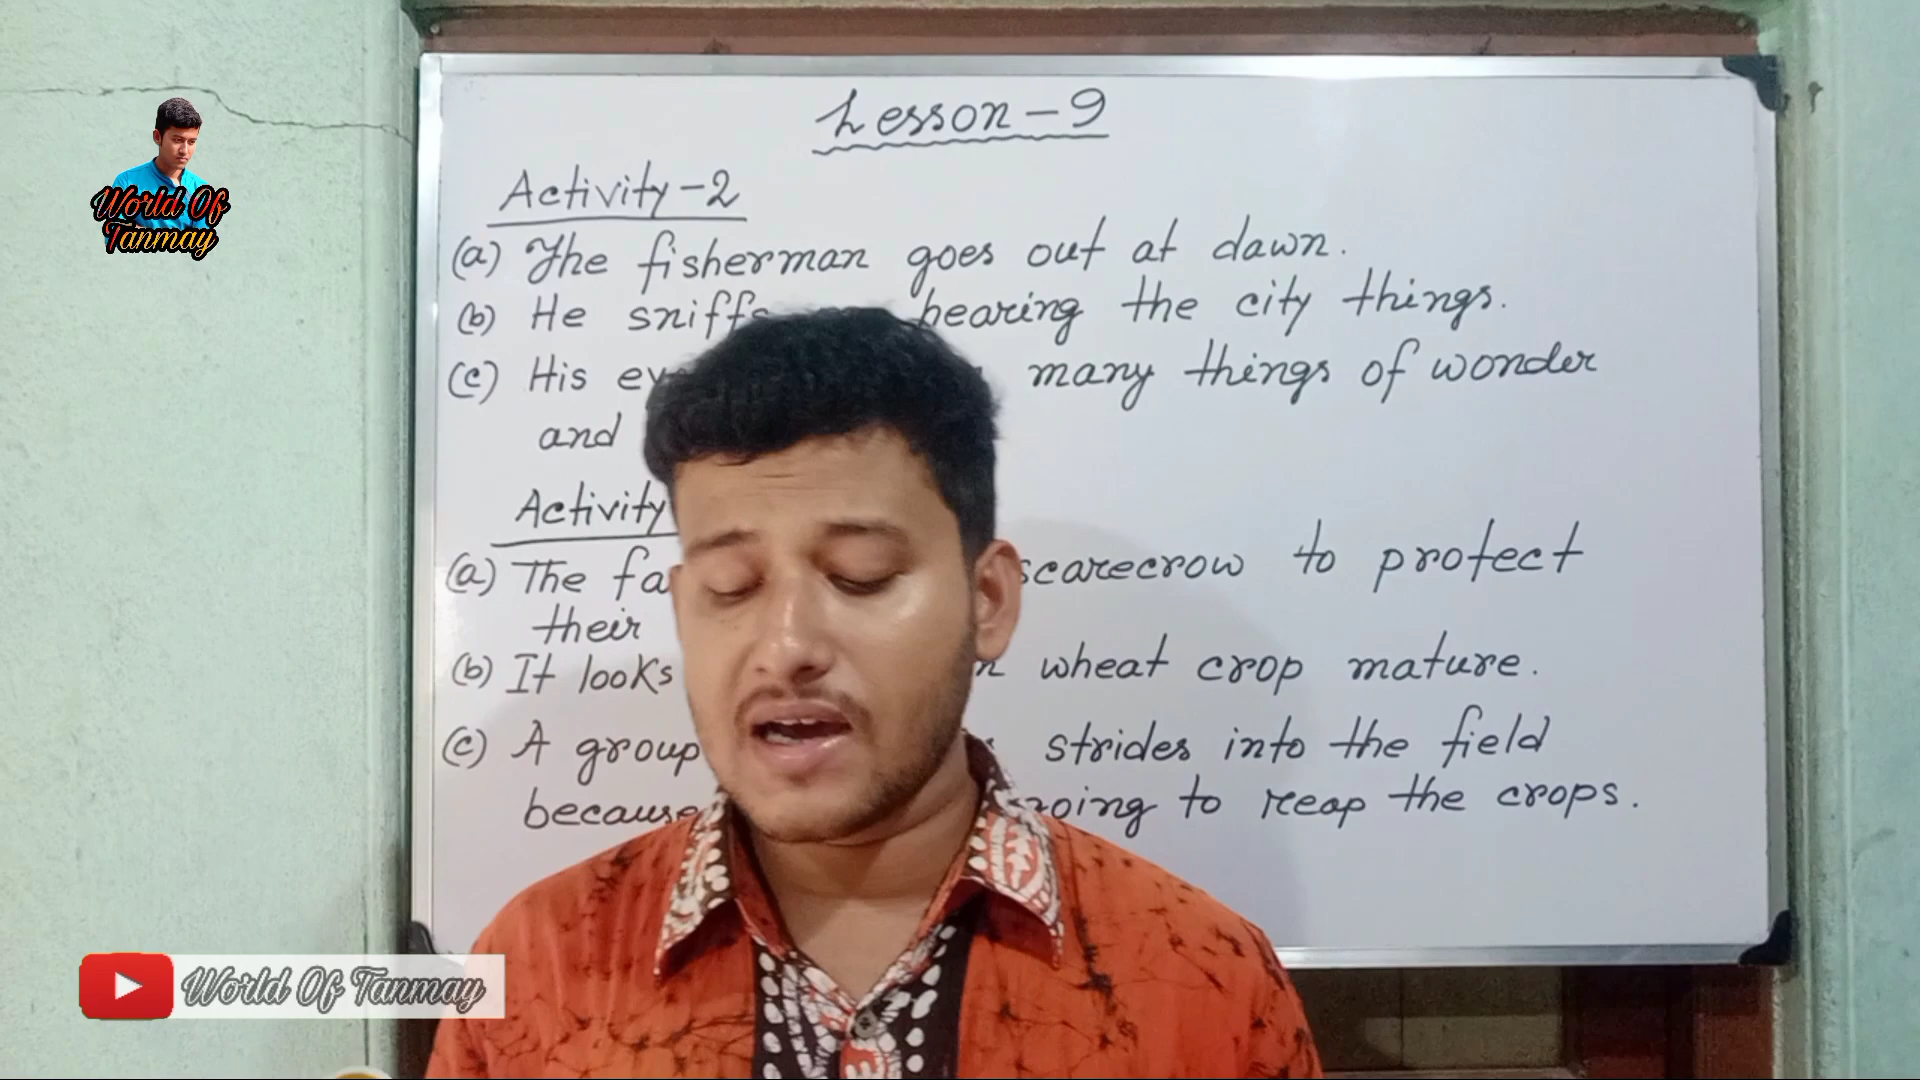 Lesson - 9
World Of
Tanmay
Activity - 2
(a) The fisherman goes out at dawn.
(b) He sniffs hearing the city things.
(c) His many things of wonder
and
Activity
(a) The scarecrow to protect
their
(b) It looks wheat crop mature.
(c) A group strides into the field
because going to reap the crops.
World Of Tanmay